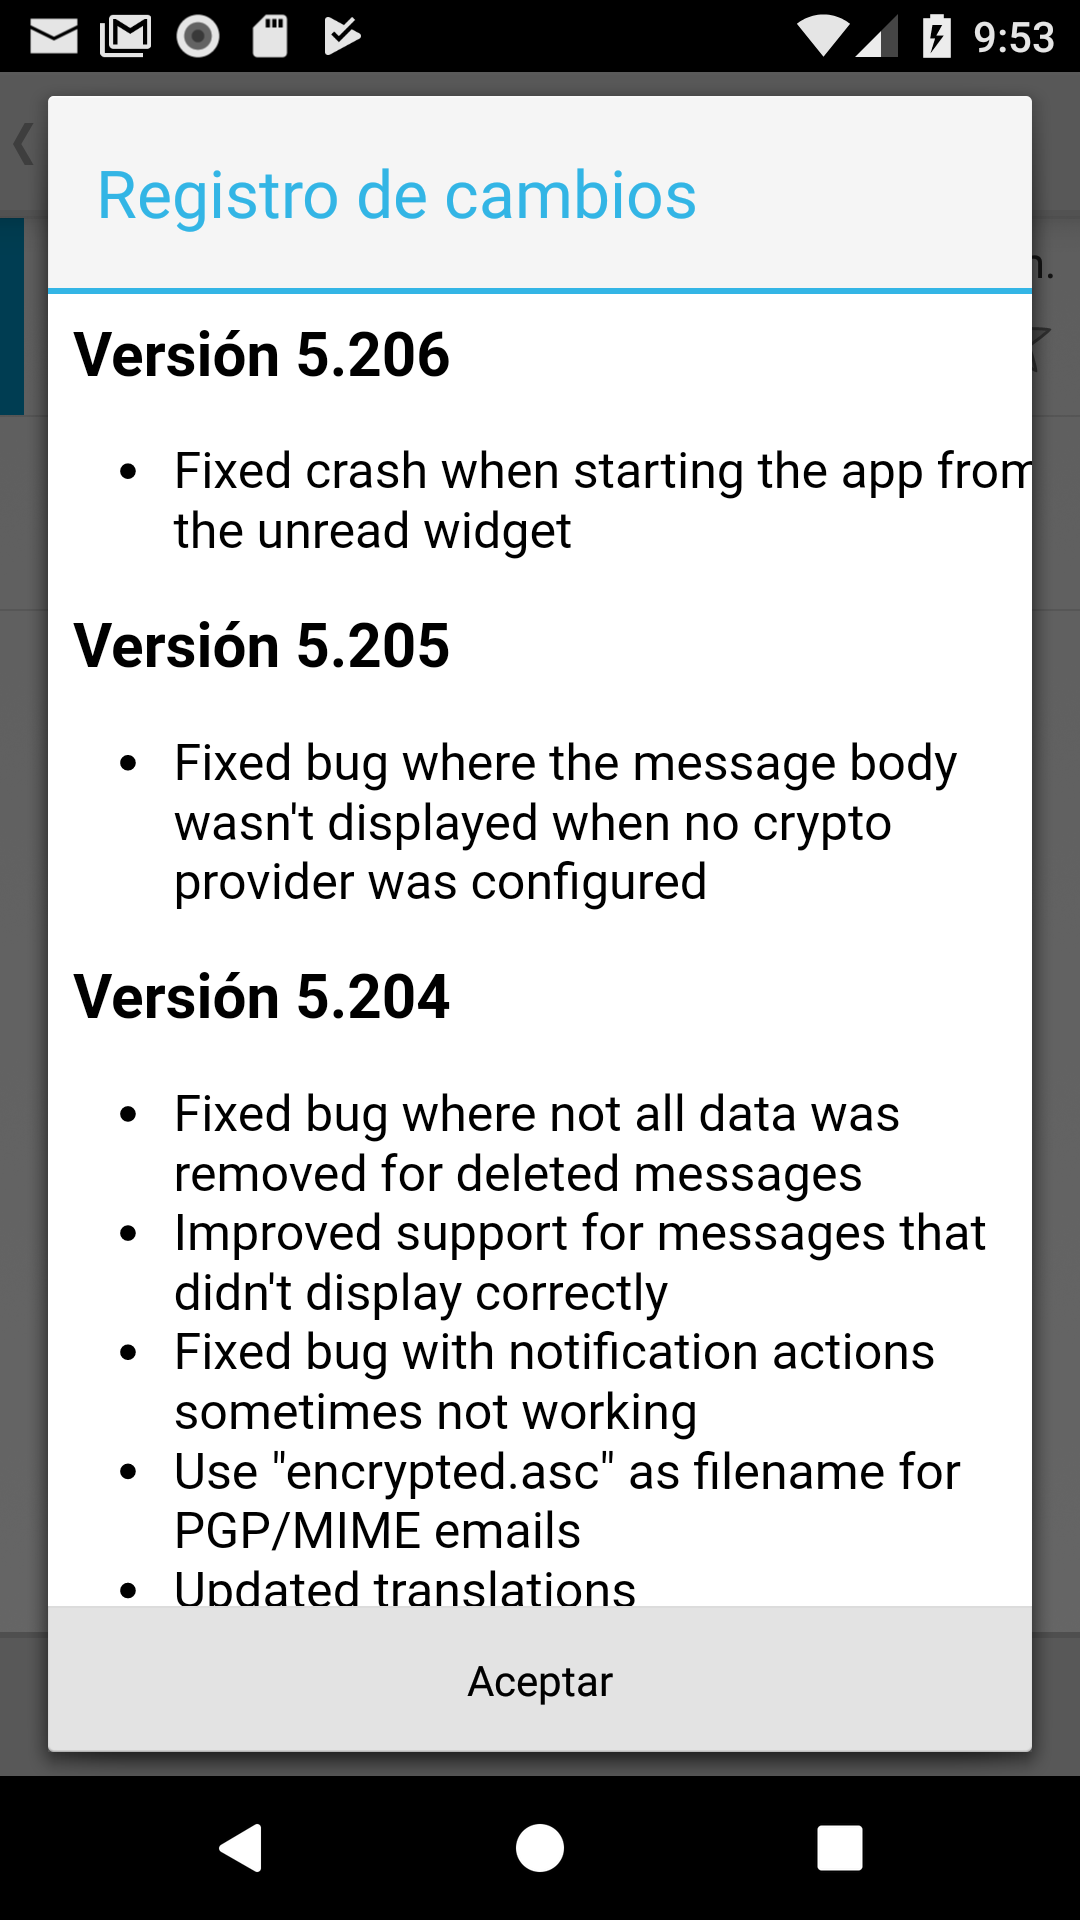 9:53
Registro de cambios
Versión 5.206
• Fixed crash when starting the app from
the unread widget
Versión 5.205
• Fixed bug where the message body
wasn't displayed when no crypto
provider was configured
Versión 5.204
• Fixed bug where not all data was
removed for deleted messages
• Improved support for messages that
didn't display correctly
• Fixed bug with notification actions
sometimes not working
• Use "encrypted.asc" as filename for
PGP/MIME emails
• Updated translations
Aceptar